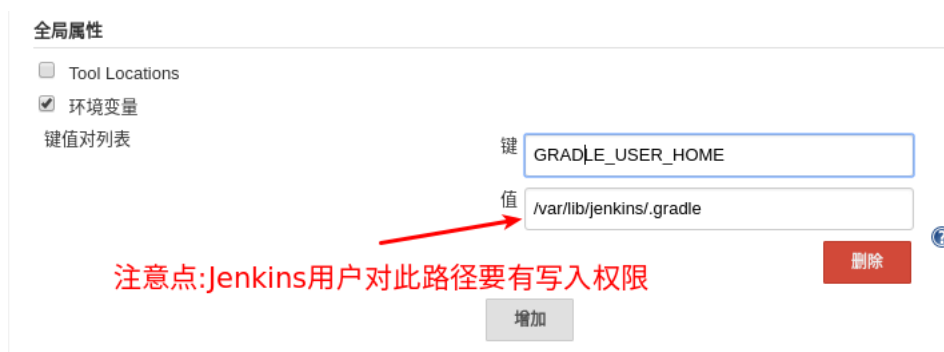 全局属性
Tool Locations
环境变量
键值对列表
键
GRADLE_USER_HOME
值
/var/lib/jenkins/.gradle
删除
注意点:Jenkins用户对此路径要有写入权限
增加